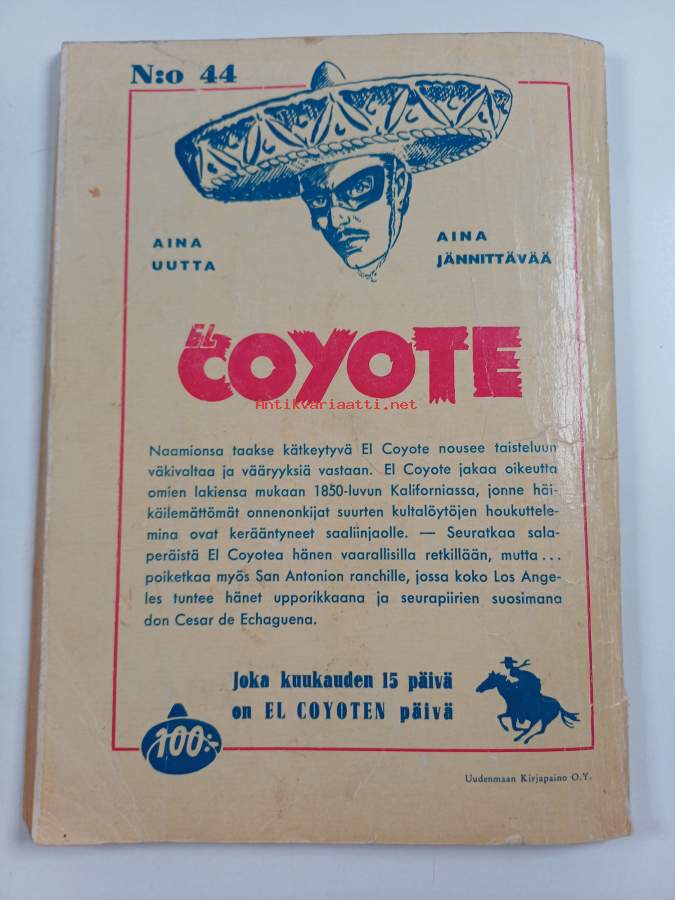 N:o 44
AINA
UUTTA
AINA
JÄNNITTÄVÄÄ
EL
COYOTE
Antikvariaatti.net
Naamionsa taakse kätkeytyvä El Coyote nousee taisteluun
väkivaltaa ja vääryyksiä vastaan. El Coyote jakaa oikeutta
omien lakiensa mukaan 1850-luvun Kaliforniassa, jonne häi-
käilemättömät onnenonkijat suurten kultalöytöjen houkuttele-
mina ovat kerääntyneet saaliinjaolle. — Seuratkaa sala-
peräistä El Coyotea hänen vaarallisilla retkillään, mutta ...
poiketkaa myös San Antonion ranchille, jossa koko Los Ange-
les tuntee hänet upporikkaana ja seurapiirien suosimana
don Cesar de Echaguena.
Joka kuukauden 15 päivä
on EL COYOTEN päivä
100:-
Uudenmaan Kirjapaino O.Y.